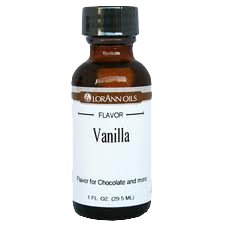 LORANN OILS
FLAVOR
Vanilla
Flavor for Chocolate and more.
1 FL. OZ (29.5 ML)